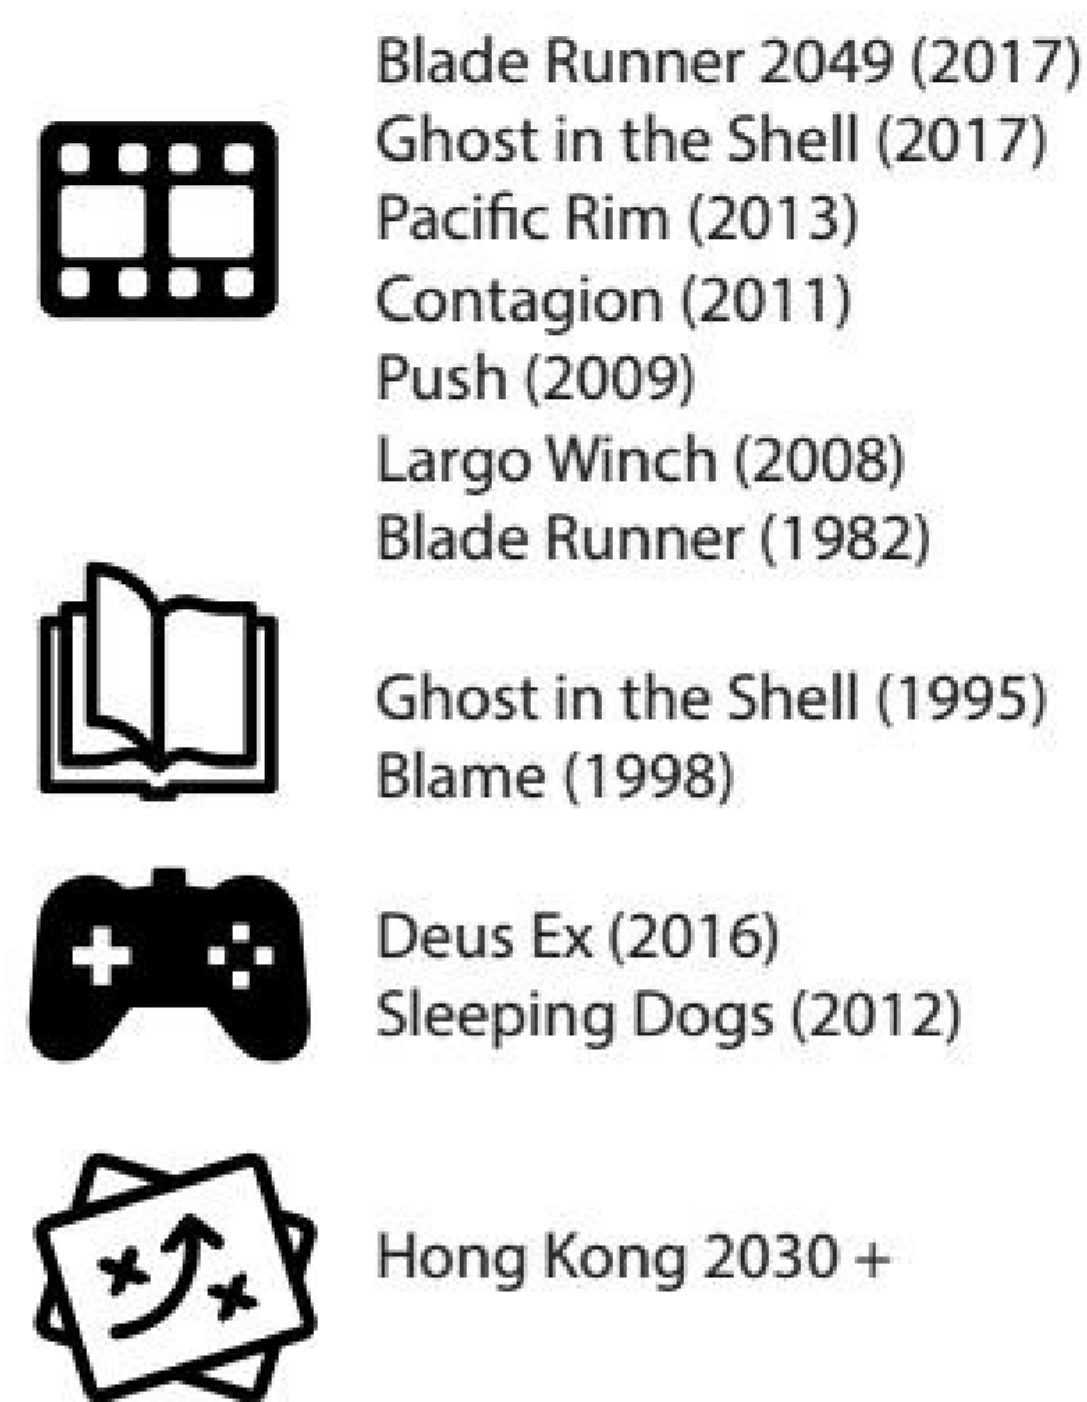 Blade Runner 2049 (2017)
Ghost in the Shell (2017)
Pacific Rim (2013)
Contagion (2011)
Push (2009)
Largo Winch (2008)
Blade Runner (1982)
Ghost in the Shell (1995)
Blame (1998)
Deus Ex (2016)
Sleeping Dogs (2012)
Hong Kong 2030 +